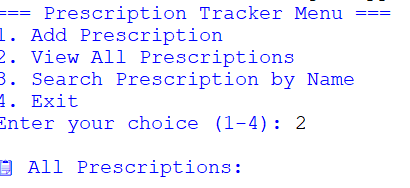 === Prescription Tracker Menu ===
1. Add Prescription
2. View All Prescriptions
3. Search Prescription by Name
4. Exit
Enter your choice (1-4): 2
📋 All Prescriptions: